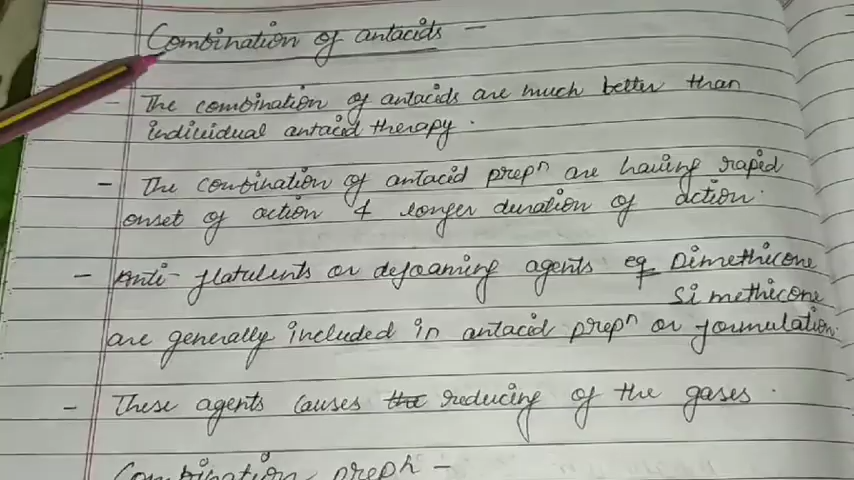 Combination of antacids -
- The combination of antacids are much better than
individual antacid therapy.
- The combination of antacid prepⁿ are having rapid
onset of action & longer duration of action.
- Anti-flatulents or defoaming agents eg Dimethicone
Simethicone
are generally included in antacid prepⁿ or formulation.
- These agents causes the reducing of the gases.
Combination prepⁿ -